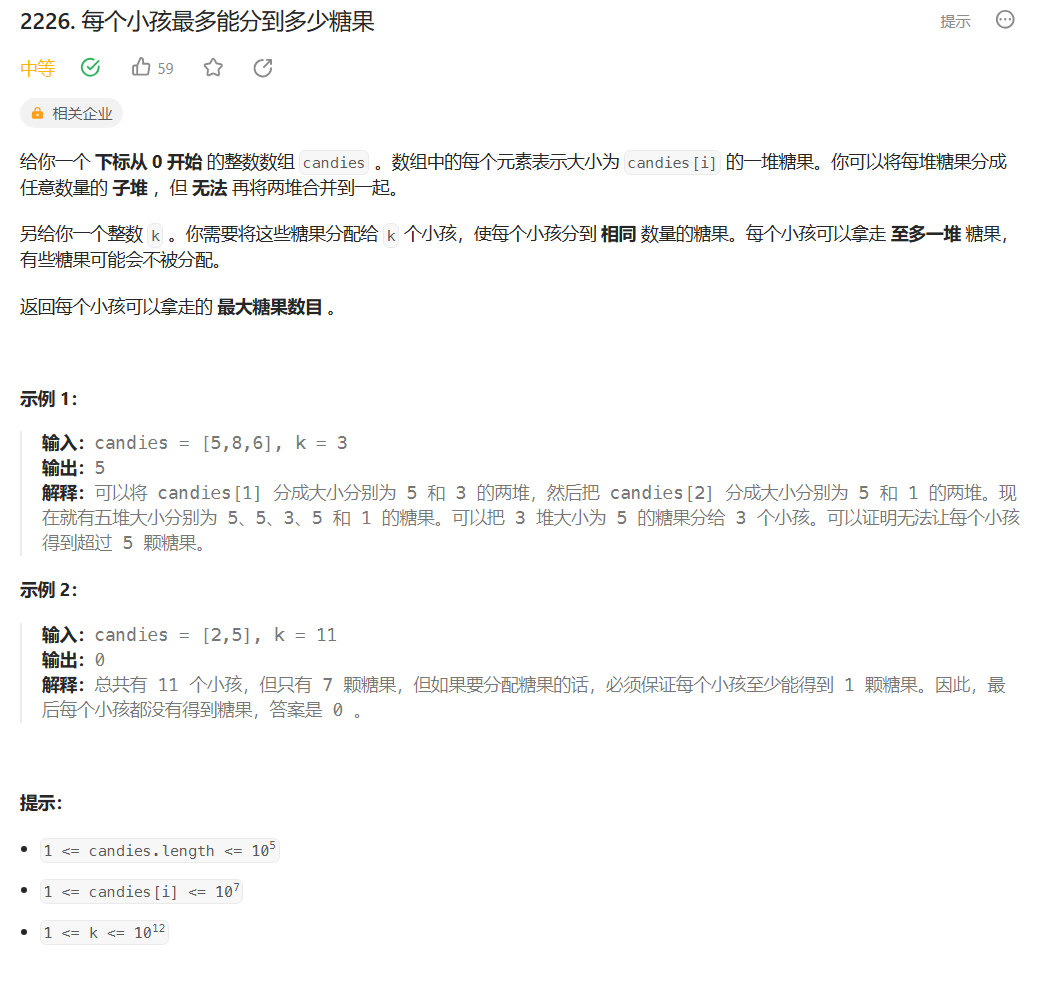 2226. 每个小孩最多能分到多少糖果
提示
中等
59
相关企业
给你一个 下标从 0 开始 的整数数组 candies 。数组中的每个元素表示大小为 candies[i] 的一堆糖果。你可以将每堆糖果分成
任意数量的 子堆 ，但 无法 再将两堆合并到一起。
另给你一个整数 k 。你需要将这些糖果分配给 k 个小孩，使每个小孩分到 相同 数量的糖果。每个小孩可以拿走 至多一堆 糖果，
有些糖果可能会不被分配。
返回每个小孩可以拿走的 最大糖果数目 。
示例 1：
输入：candies = [5,8,6], k = 3
输出：5
解释：可以将 candies[1] 分成大小分别为 5 和 3 的两堆，然后把 candies[2] 分成大小分别为 5 和 1 的两堆。现
在就有五堆大小分别为 5、5、3、5 和 1 的糖果。可以把 3 堆大小为 5 的糖果分给 3 个小孩。可以证明无法让每个小孩
得到超过 5 颗糖果。
示例 2：
输入：candies = [2,5], k = 11
输出：0
解释：总共有 11 个小孩，但只有 7 颗糖果，但如果要分配糖果的话，必须保证每个小孩至少能得到 1 颗糖果。因此，最
后每个小孩都没有得到糖果，答案是 0 。
提示：
• 1 <= candies.length <= 10⁵
• 1 <= candies[i] <= 10⁷
• 1 <= k <= 10¹²